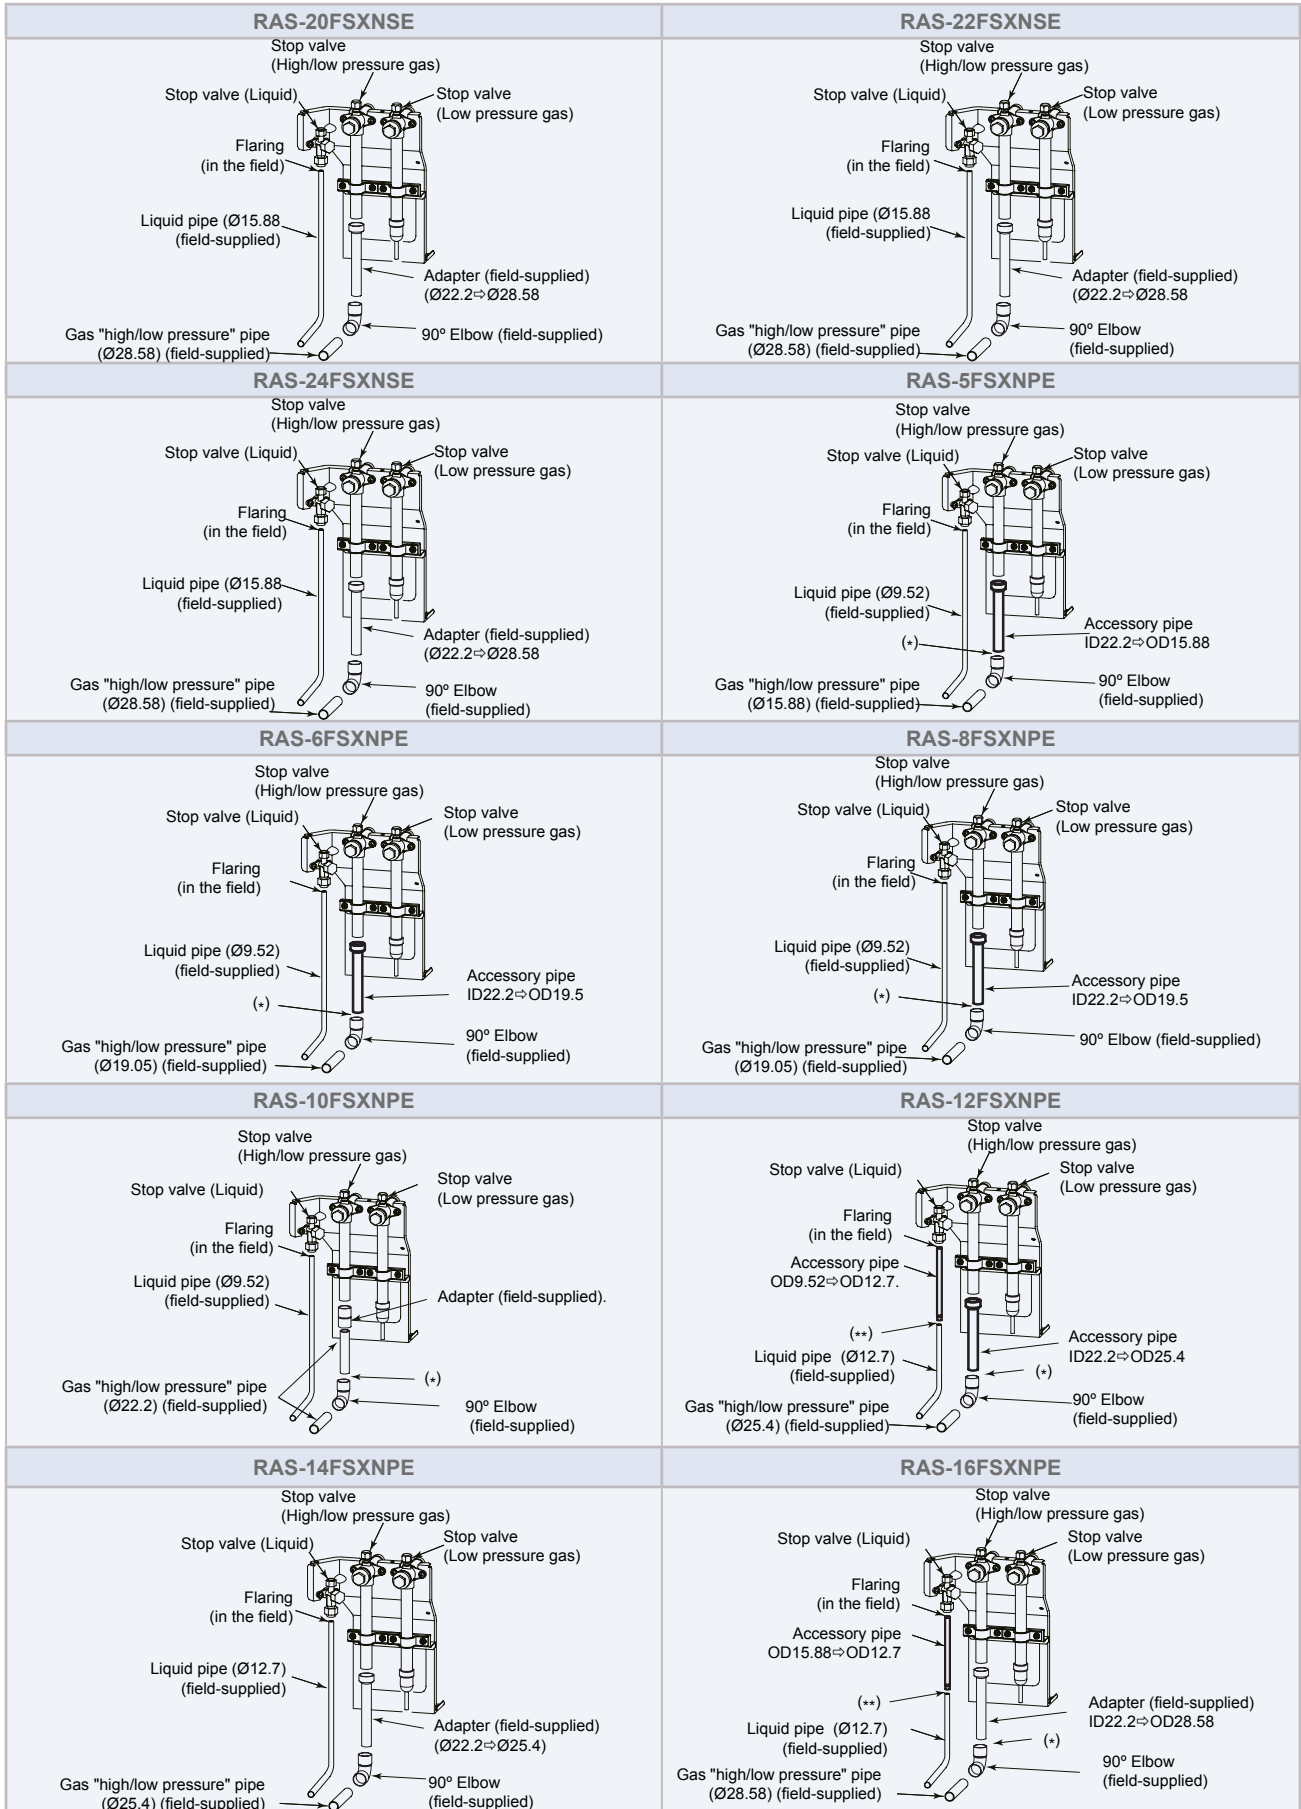 RAS-20FSXNSE
Stop valve
(High/low pressure gas)
Stop valve (Liquid)
Stop valve
(Low pressure gas)
Flaring
(in the field)
Liquid pipe (Ø15.88
(field-supplied)
Adapter (field-supplied)
(Ø22.2⇨Ø28.58
90º Elbow (field-supplied)
Gas "high/low pressure" pipe
(Ø28.58) (field-supplied)
RAS-22FSXNSE
Stop valve
(High/low pressure gas)
Stop valve (Liquid)
Stop valve
(Low pressure gas)
Flaring
(in the field)
Liquid pipe (Ø15.88
(field-supplied)
Adapter (field-supplied)
(Ø22.2⇨Ø28.58
90º Elbow
(field-supplied)
Gas "high/low pressure" pipe
(Ø28.58) (field-supplied)
RAS-24FSXNSE
Stop valve
(High/low pressure gas)
Stop valve (Liquid)
Stop valve
(Low pressure gas)
Flaring
(in the field)
Liquid pipe (Ø15.88
(field-supplied)
Adapter (field-supplied)
(Ø22.2⇨Ø28.58
90º Elbow
(field-supplied)
Gas "high/low pressure" pipe
(Ø28.58) (field-supplied)
RAS-5FSXNPE
Stop valve
(High/low pressure gas)
Stop valve (Liquid)
Stop valve
(Low pressure gas)
Flaring
(in the field)
Liquid pipe (Ø9.52)
(field-supplied)
(*)
Accessory pipe
ID22.2⇨OD15.88
90º Elbow
(field-supplied)
Gas "high/low pressure" pipe
(Ø15.88) (field-supplied)
RAS-6FSXNPE
Stop valve
(High/low pressure gas)
Stop valve (Liquid)
Stop valve
(Low pressure gas)
Flaring
(in the field)
Liquid pipe (Ø9.52)
(field-supplied)
(*)
Accessory pipe
ID22.2⇨OD19.5
90º Elbow
(field-supplied)
Gas "high/low pressure" pipe
(Ø19.05) (field-supplied)
RAS-8FSXNPE
Stop valve
(High/low pressure gas)
Stop valve (Liquid)
Stop valve
(Low pressure gas)
Flaring
(in the field)
Liquid pipe (Ø9.52)
(field-supplied)
(*)
Accessory pipe
ID22.2⇨OD19.5
90º Elbow (field-supplied)
Gas "high/low pressure" pipe
(Ø19.05) (field-supplied)
RAS-10FSXNPE
Stop valve
(High/low pressure gas)
Stop valve (Liquid)
Stop valve
(Low pressure gas)
Flaring
(in the field)
Liquid pipe (Ø9.52)
(field-supplied)
Adapter (field-supplied).
(*)
Gas "high/low pressure" pipe
(Ø22.2) (field-supplied)
90º Elbow
(field-supplied)
RAS-12FSXNPE
Stop valve
(High/low pressure gas)
Stop valve (Liquid)
Stop valve
(Low pressure gas)
Flaring
(in the field)
Accessory pipe
OD9.52⇨OD12.7.
(**)
Liquid pipe (Ø12.7)
(field-supplied)
Accessory pipe
ID22.2⇨OD25.4
(*)
90º Elbow
(field-supplied)
Gas "high/low pressure" pipe
(Ø25.4) (field-supplied)
RAS-14FSXNPE
Stop valve
(High/low pressure gas)
Stop valve (Liquid)
Stop valve
(Low pressure gas)
Flaring
(in the field)
Liquid pipe (Ø12.7)
(field-supplied)
Adapter (field-supplied)
(Ø22.2⇨Ø25.4)
90º Elbow
(field-supplied)
Gas "high/low pressure" pipe
(Ø25.4) (field-supplied)
RAS-16FSXNPE
Stop valve
(High/low pressure gas)
Stop valve (Liquid)
Stop valve
(Low pressure gas)
Flaring
(in the field)
Accessory pipe
OD15.88⇨OD12.7
(**)
Liquid pipe (Ø12.7)
(field-supplied)
Adapter (field-supplied)
ID22.2⇨OD28.58
(*)
90º Elbow
(field-supplied)
Gas "high/low pressure" pipe
(Ø28.58) (field-supplied)